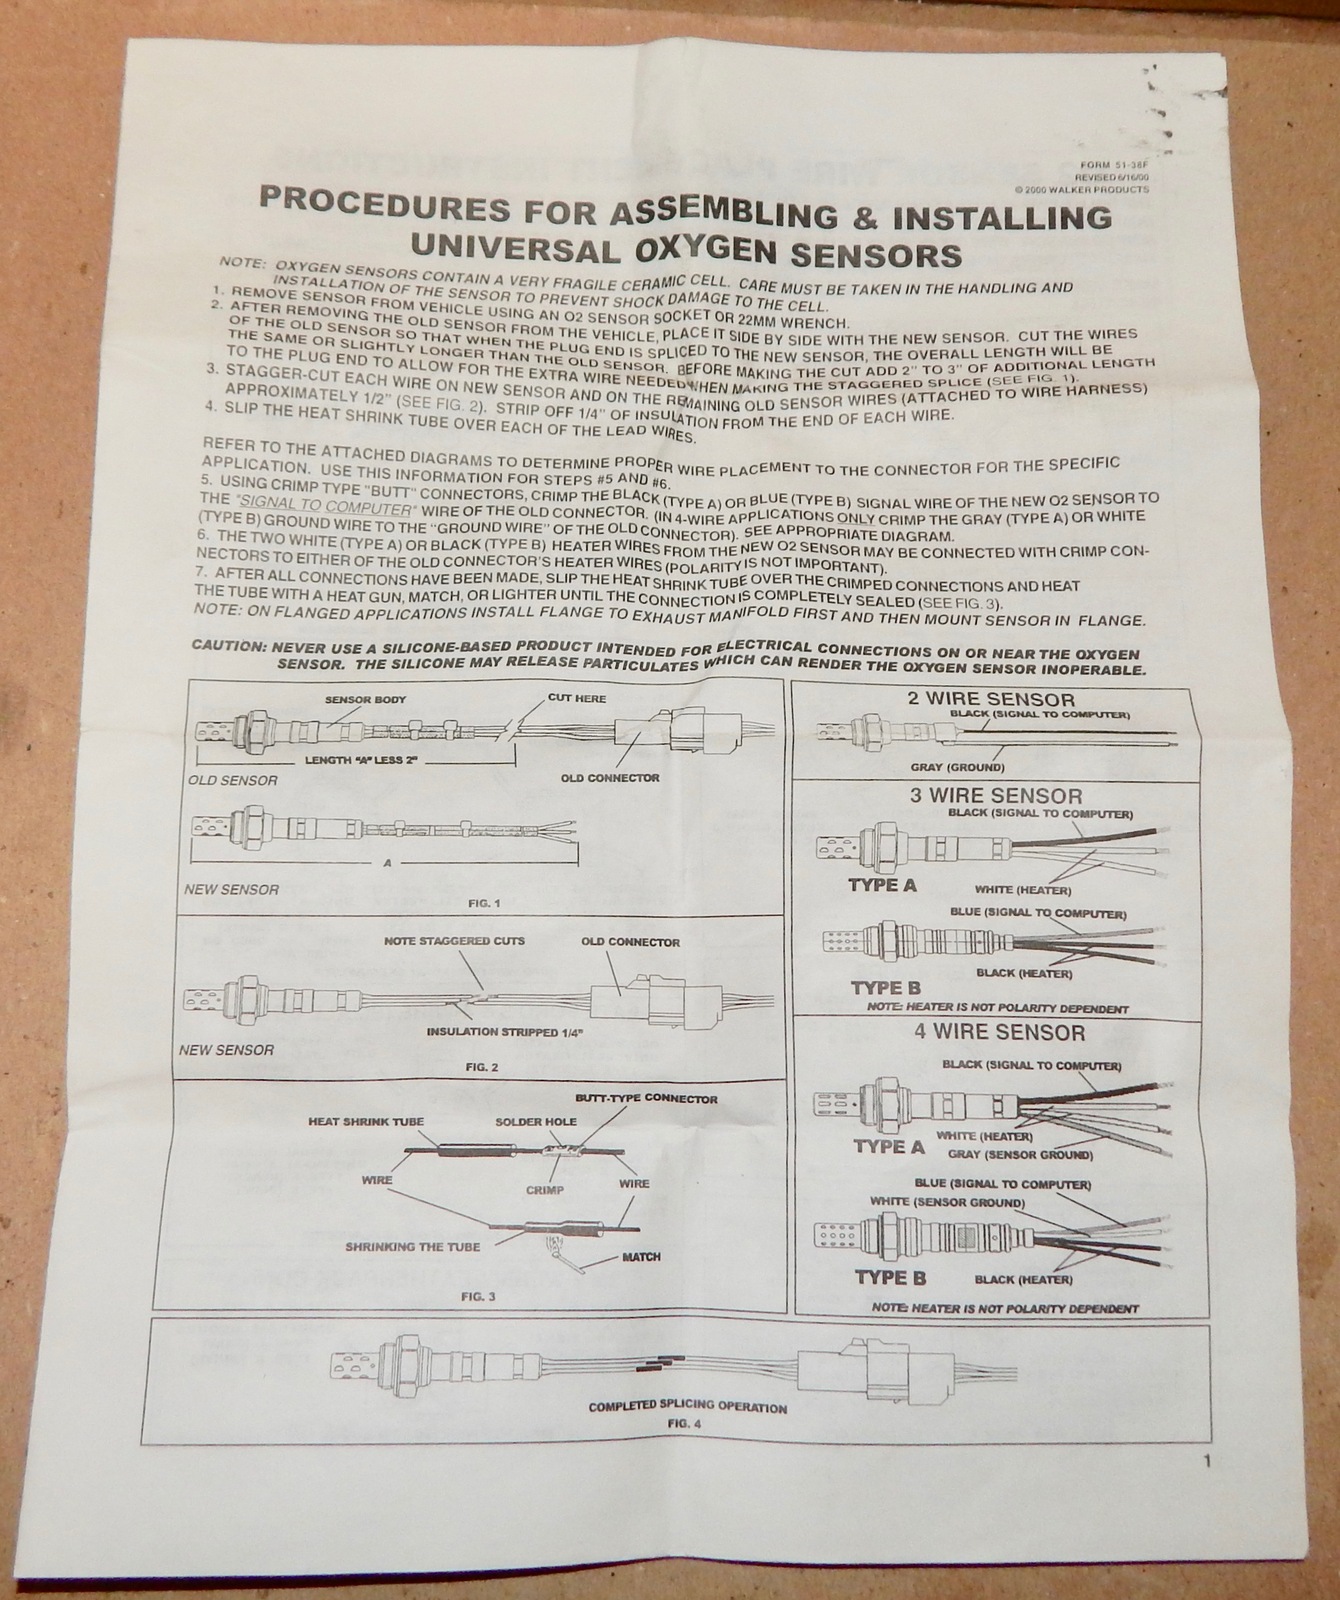 FORM 51-38F
REVISED 6/16/00
© 2000 WALKER PRODUCTS
PROCEDURES FOR ASSEMBLING & INSTALLING
UNIVERSAL OXYGEN SENSORS
NOTE: OXYGEN SENSORS CONTAIN A VERY FRAGILE CERAMIC CELL. CARE MUST BE TAKEN IN THE HANDLING AND
INSTALLATION OF THE SENSOR TO PREVENT SHOCK DAMAGE TO THE CELL.
1. REMOVE SENSOR FROM VEHICLE USING AN O2 SENSOR SOCKET OR 22MM WRENCH.
2. AFTER REMOVING THE OLD SENSOR FROM THE VEHICLE, PLACE IT SIDE BY SIDE WITH THE NEW SENSOR. CUT THE WIRES
OF THE OLD SENSOR SO THAT WHEN THE PLUG END IS SPLICED TO THE NEW SENSOR, THE OVERALL LENGTH WILL BE
THE SAME OR SLIGHTLY LONGER THAN THE OLD SENSOR. BEFORE MAKING THE CUT ADD 2" TO 3" OF ADDITIONAL LENGTH
TO THE PLUG END TO ALLOW FOR THE EXTRA WIRE NEEDED WHEN MAKING THE STAGGERED SPLICE (SEE FIG. 1).
3. STAGGER-CUT EACH WIRE ON NEW SENSOR AND ON THE REMAINING OLD SENSOR WIRES (ATTACHED TO WIRE HARNESS)
APPROXIMATELY 1/2" (SEE FIG. 2). STRIP OFF 1/4" OF INSULATION FROM THE END OF EACH WIRE.
4. SLIP THE HEAT SHRINK TUBE OVER EACH OF THE LEAD WIRES.
REFER TO THE ATTACHED DIAGRAMS TO DETERMINE PROPER WIRE PLACEMENT TO THE CONNECTOR FOR THE SPECIFIC
APPLICATION. USE THIS INFORMATION FOR STEPS #5 AND #6.
5. USING CRIMP TYPE "BUTT" CONNECTORS, CRIMP THE BLACK (TYPE A) OR BLUE (TYPE B) SIGNAL WIRE OF THE NEW O2 SENSOR TO
THE "SIGNAL TO COMPUTER" WIRE OF THE OLD CONNECTOR. (IN 4-WIRE APPLICATIONS ONLY CRIMP THE GRAY (TYPE A) OR WHITE
(TYPE B) GROUND WIRE TO THE "GROUND WIRE" OF THE OLD CONNECTOR). SEE APPROPRIATE DIAGRAM.
6. THE TWO WHITE (TYPE A) OR BLACK (TYPE B) HEATER WIRES FROM THE NEW O2 SENSOR MAY BE CONNECTED WITH CRIMP CON-
NECTORS TO EITHER OF THE OLD CONNECTOR'S HEATER WIRES (POLARITY IS NOT IMPORTANT).
7. AFTER ALL CONNECTIONS HAVE BEEN MADE, SLIP THE HEAT SHRINK TUBE OVER THE CRIMPED CONNECTIONS AND HEAT
THE TUBE WITH A HEAT GUN, MATCH, OR LIGHTER UNTIL THE CONNECTION IS COMPLETELY SEALED (SEE FIG. 3).
NOTE: ON FLANGED APPLICATIONS INSTALL FLANGE TO EXHAUST MANIFOLD FIRST AND THEN MOUNT SENSOR IN FLANGE.
CAUTION: NEVER USE A SILICONE-BASED PRODUCT INTENDED FOR ELECTRICAL CONNECTIONS ON OR NEAR THE OXYGEN
SENSOR. THE SILICONE MAY RELEASE PARTICULATES WHICH CAN RENDER THE OXYGEN SENSOR INOPERABLE.
SENSOR BODY
CUT HERE
LENGTH "A" LESS 2"
OLD SENSOR
OLD CONNECTOR
A
NEW SENSOR
FIG. 1
NOTE STAGGERED CUTS
OLD CONNECTOR
INSULATION STRIPPED 1/4"
NEW SENSOR
FIG. 2
BUTT-TYPE CONNECTOR
HEAT SHRINK TUBE
SOLDER HOLE
WIRE
CRIMP
WIRE
SHRINKING THE TUBE
MATCH
FIG. 3
2 WIRE SENSOR
BLACK (SIGNAL TO COMPUTER)
GRAY (GROUND)
3 WIRE SENSOR
BLACK (SIGNAL TO COMPUTER)
TYPE A
WHITE (HEATER)
BLUE (SIGNAL TO COMPUTER)
BLACK (HEATER)
TYPE B
NOTE: HEATER IS NOT POLARITY DEPENDENT
4 WIRE SENSOR
BLACK (SIGNAL TO COMPUTER)
WHITE (HEATER)
TYPE A
GRAY (SENSOR GROUND)
BLUE (SIGNAL TO COMPUTER)
WHITE (SENSOR GROUND)
TYPE B
BLACK (HEATER)
NOTE: HEATER IS NOT POLARITY DEPENDENT
COMPLETED SPLICING OPERATION
FIG. 4
1